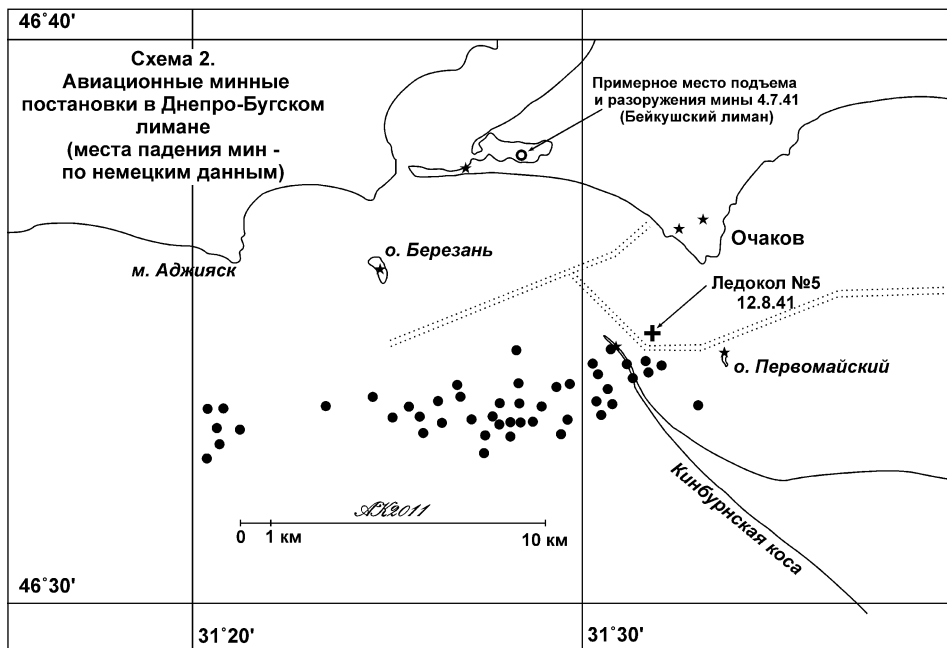 46˚40'
Схема 2.
Авиационные минные
постановки в Днепро-Бугском
лимане
(места падения мин -
по немецким данным)
Примерное место подъема
и разоружения мины 4.7.41
(Бейкушский лиман)
м. Аджияск
о. Березань
Очаков
Ледокол №5
12.8.41
о. Первомайский
Кинбурнская коса
АК2011
0 1 км 10 км
46˚30'
31˚20' 31˚30'